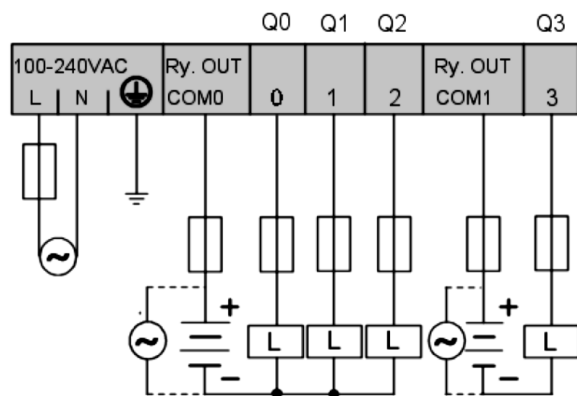 Q0 Q1 Q2 Q3
100-240VAC Ry. OUT Ry. OUT
L N COM0 0 1 2 COM1 3
+ +
~ L L L ~ L
~
- -